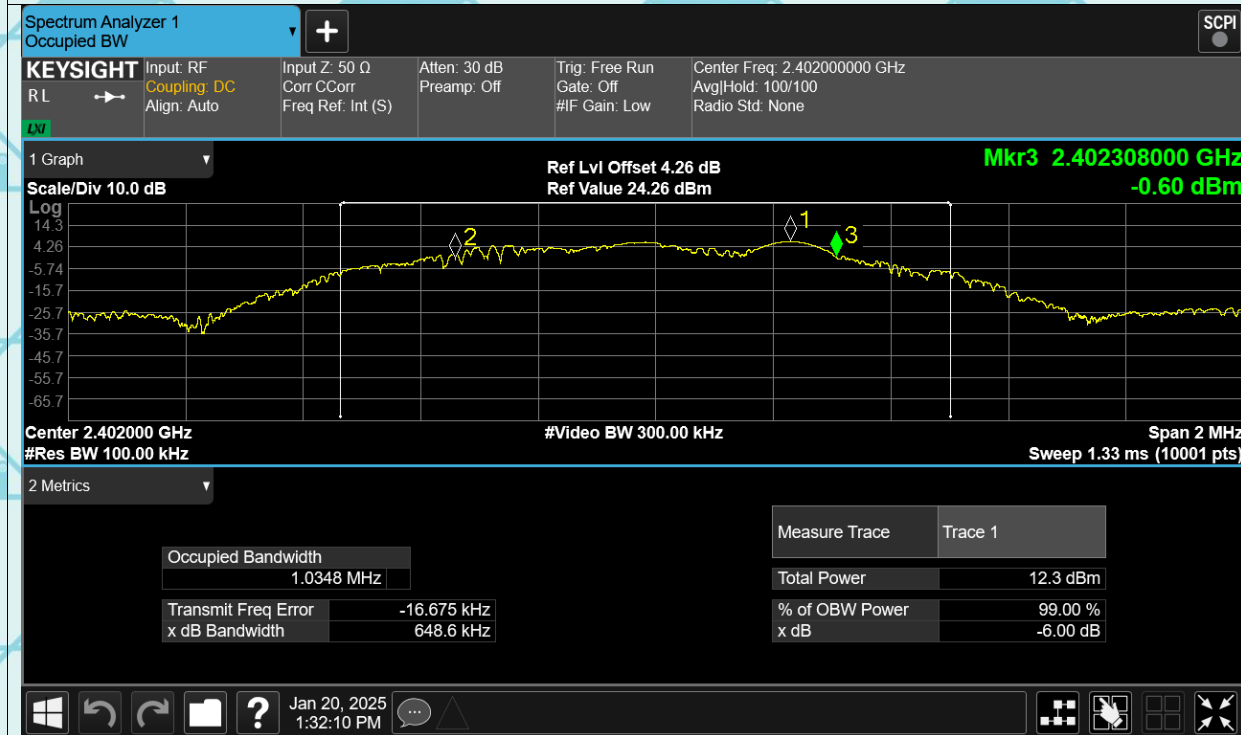 Spectrum Analyzer 1
Occupied BW
+
SCPI
KEYSIGHT
R L
LXI
Input: RF
Coupling: DC
Align: Auto
Input Z: 50 Ω
Corr CCorr
Freq Ref: Int (S)
Atten: 30 dB
Preamp: Off
Trig: Free Run
Gate: Off
#IF Gain: Low
Center Freq: 2.402000000 GHz
Avg|Hold: 100/100
Radio Std: None
1 Graph
Scale/Div 10.0 dB
Ref Lvl Offset 4.26 dB
Ref Value 24.26 dBm
Mkr3 2.402308000 GHz
-0.60 dBm
Log
14.3
4.26
-5.74
-15.7
-25.7
-35.7
-45.7
-55.7
-65.7
2
1
3
Center 2.402000 GHz
#Res BW 100.00 kHz
#Video BW 300.00 kHz
Span 2 MHz
Sweep 1.33 ms (10001 pts)
2 Metrics
Occupied Bandwidth
1.0348 MHz
Transmit Freq Error -16.675 kHz
x dB Bandwidth 648.6 kHz
Measure Trace Trace 1
Total Power 12.3 dBm
% of OBW Power 99.00 %
x dB -6.00 dB
?
Jan 20, 2025
1:32:10 PM